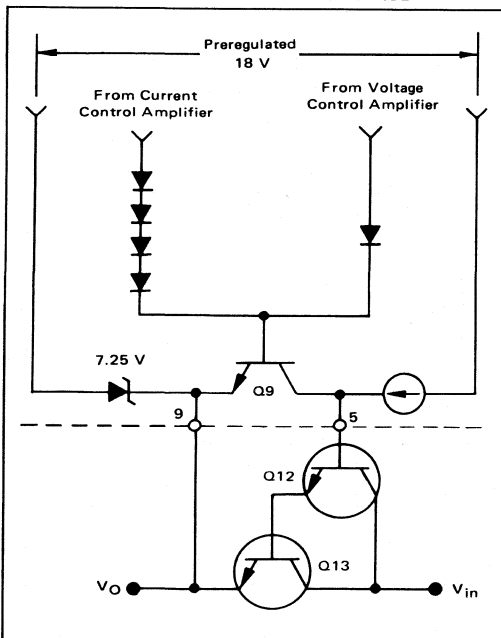 Preregulated
18 V
From Current
Control Amplifier
From Voltage
Control Amplifier
7.25 V
Q9
9
5
Q12
Q13
VO
Vin